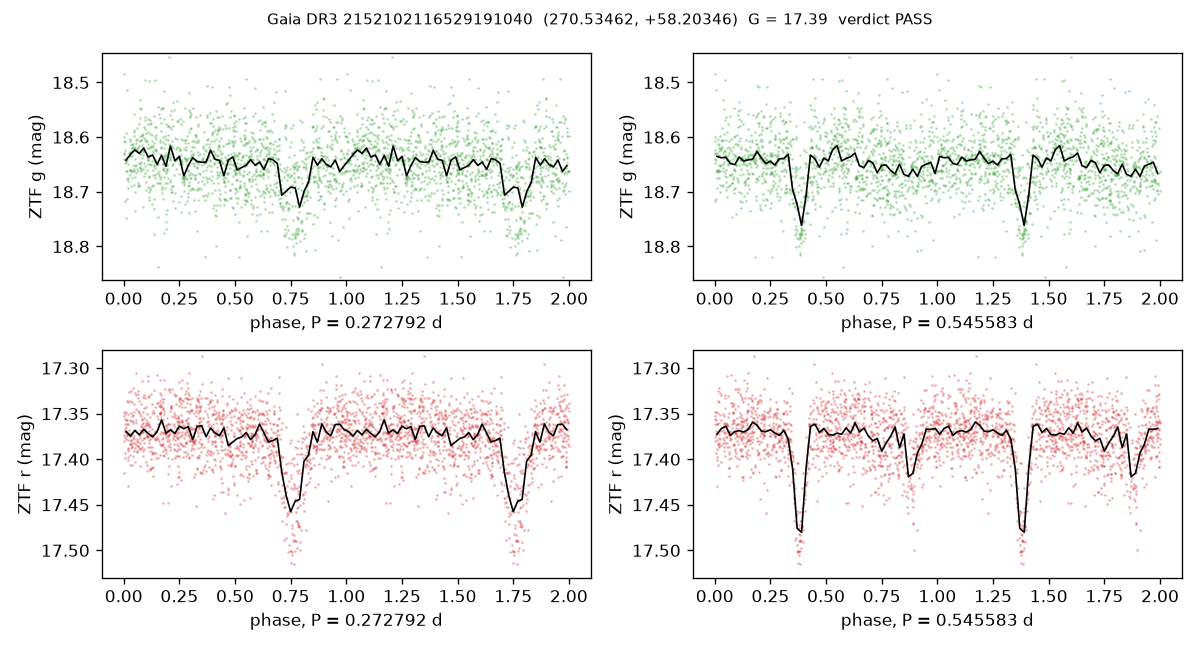 Gaia DR3 2152102116529191040 (270.53462, +58.20346) G = 17.39 verdict PASS
ZTF g (mag)
18.5
18.6
18.7
18.8
0.00 0.25 0.50 0.75 1.00 1.25 1.50 1.75 2.00
phase, P = 0.272792 d
ZTF g (mag)
18.5
18.6
18.7
18.8
0.00 0.25 0.50 0.75 1.00 1.25 1.50 1.75 2.00
phase, P = 0.545583 d
ZTF r (mag)
17.30
17.35
17.40
17.45
17.50
0.00 0.25 0.50 0.75 1.00 1.25 1.50 1.75 2.00
phase, P = 0.272792 d
ZTF r (mag)
17.30
17.35
17.40
17.45
17.50
0.00 0.25 0.50 0.75 1.00 1.25 1.50 1.75 2.00
phase, P = 0.545583 d